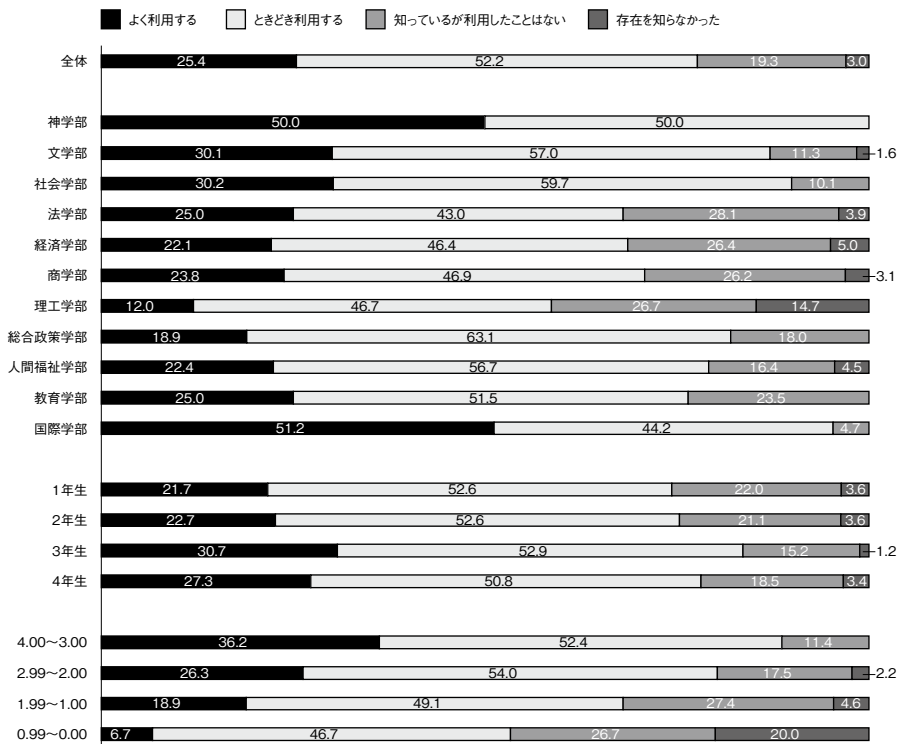 よく利用する ときどき利用する 知っているが利用したことはない 存在を知らなかった
全体 25.4 52.2 19.3 3.0
神学部 50.0 50.0
文学部 30.1 57.0 11.3 1.6
社会学部 30.2 59.7 10.1
法学部 25.0 43.0 28.1 3.9
経済学部 22.1 46.4 26.4 5.0
商学部 23.8 46.9 26.2 3.1
理工学部 12.0 46.7 26.7 14.7
総合政策学部 18.9 63.1 18.0
人間福祉学部 22.4 56.7 16.4 4.5
教育学部 25.0 51.5 23.5
国際学部 51.2 44.2 4.7
1年生 21.7 52.6 22.0 3.6
2年生 22.7 52.6 21.1 3.6
3年生 30.7 52.9 15.2 1.2
4年生 27.3 50.8 18.5 3.4
4.00〜3.00 36.2 52.4 11.4
2.99〜2.00 26.3 54.0 17.5 2.2
1.99〜1.00 18.9 49.1 27.4 4.6
0.99〜0.00 6.7 46.7 26.7 20.0